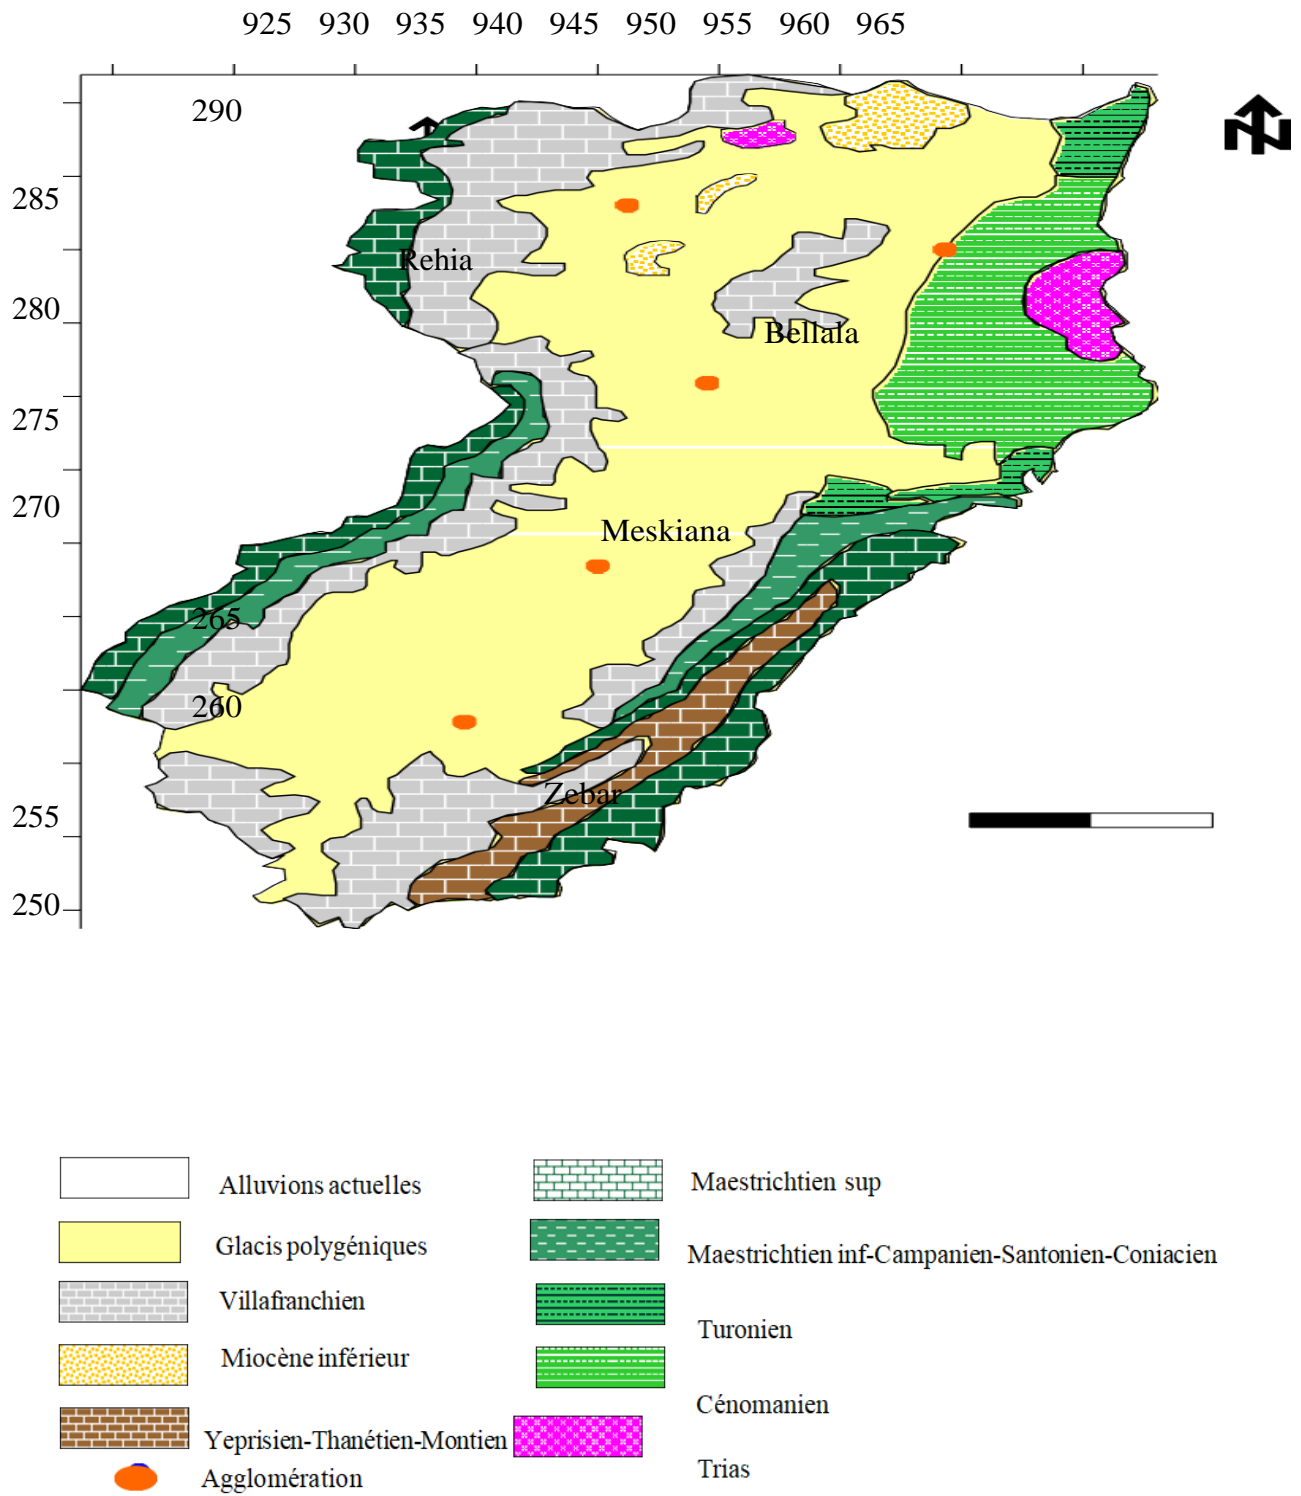 925 930 935 940 945 950 955 960 965
290
N
285
Rehia
280
Bellala
275
270
Meskiana
265
260
Zebar
255
250
Alluvions actuelles
Maestrichtien sup
Glacis polygéniques
Maestrichtien inf-Campanien-Santonien-Coniacien
Villafranchien
Turonien
Miocène inférieur
Cénomanien
Yeprisien-Thanétien-Montien
Trias
Agglomération